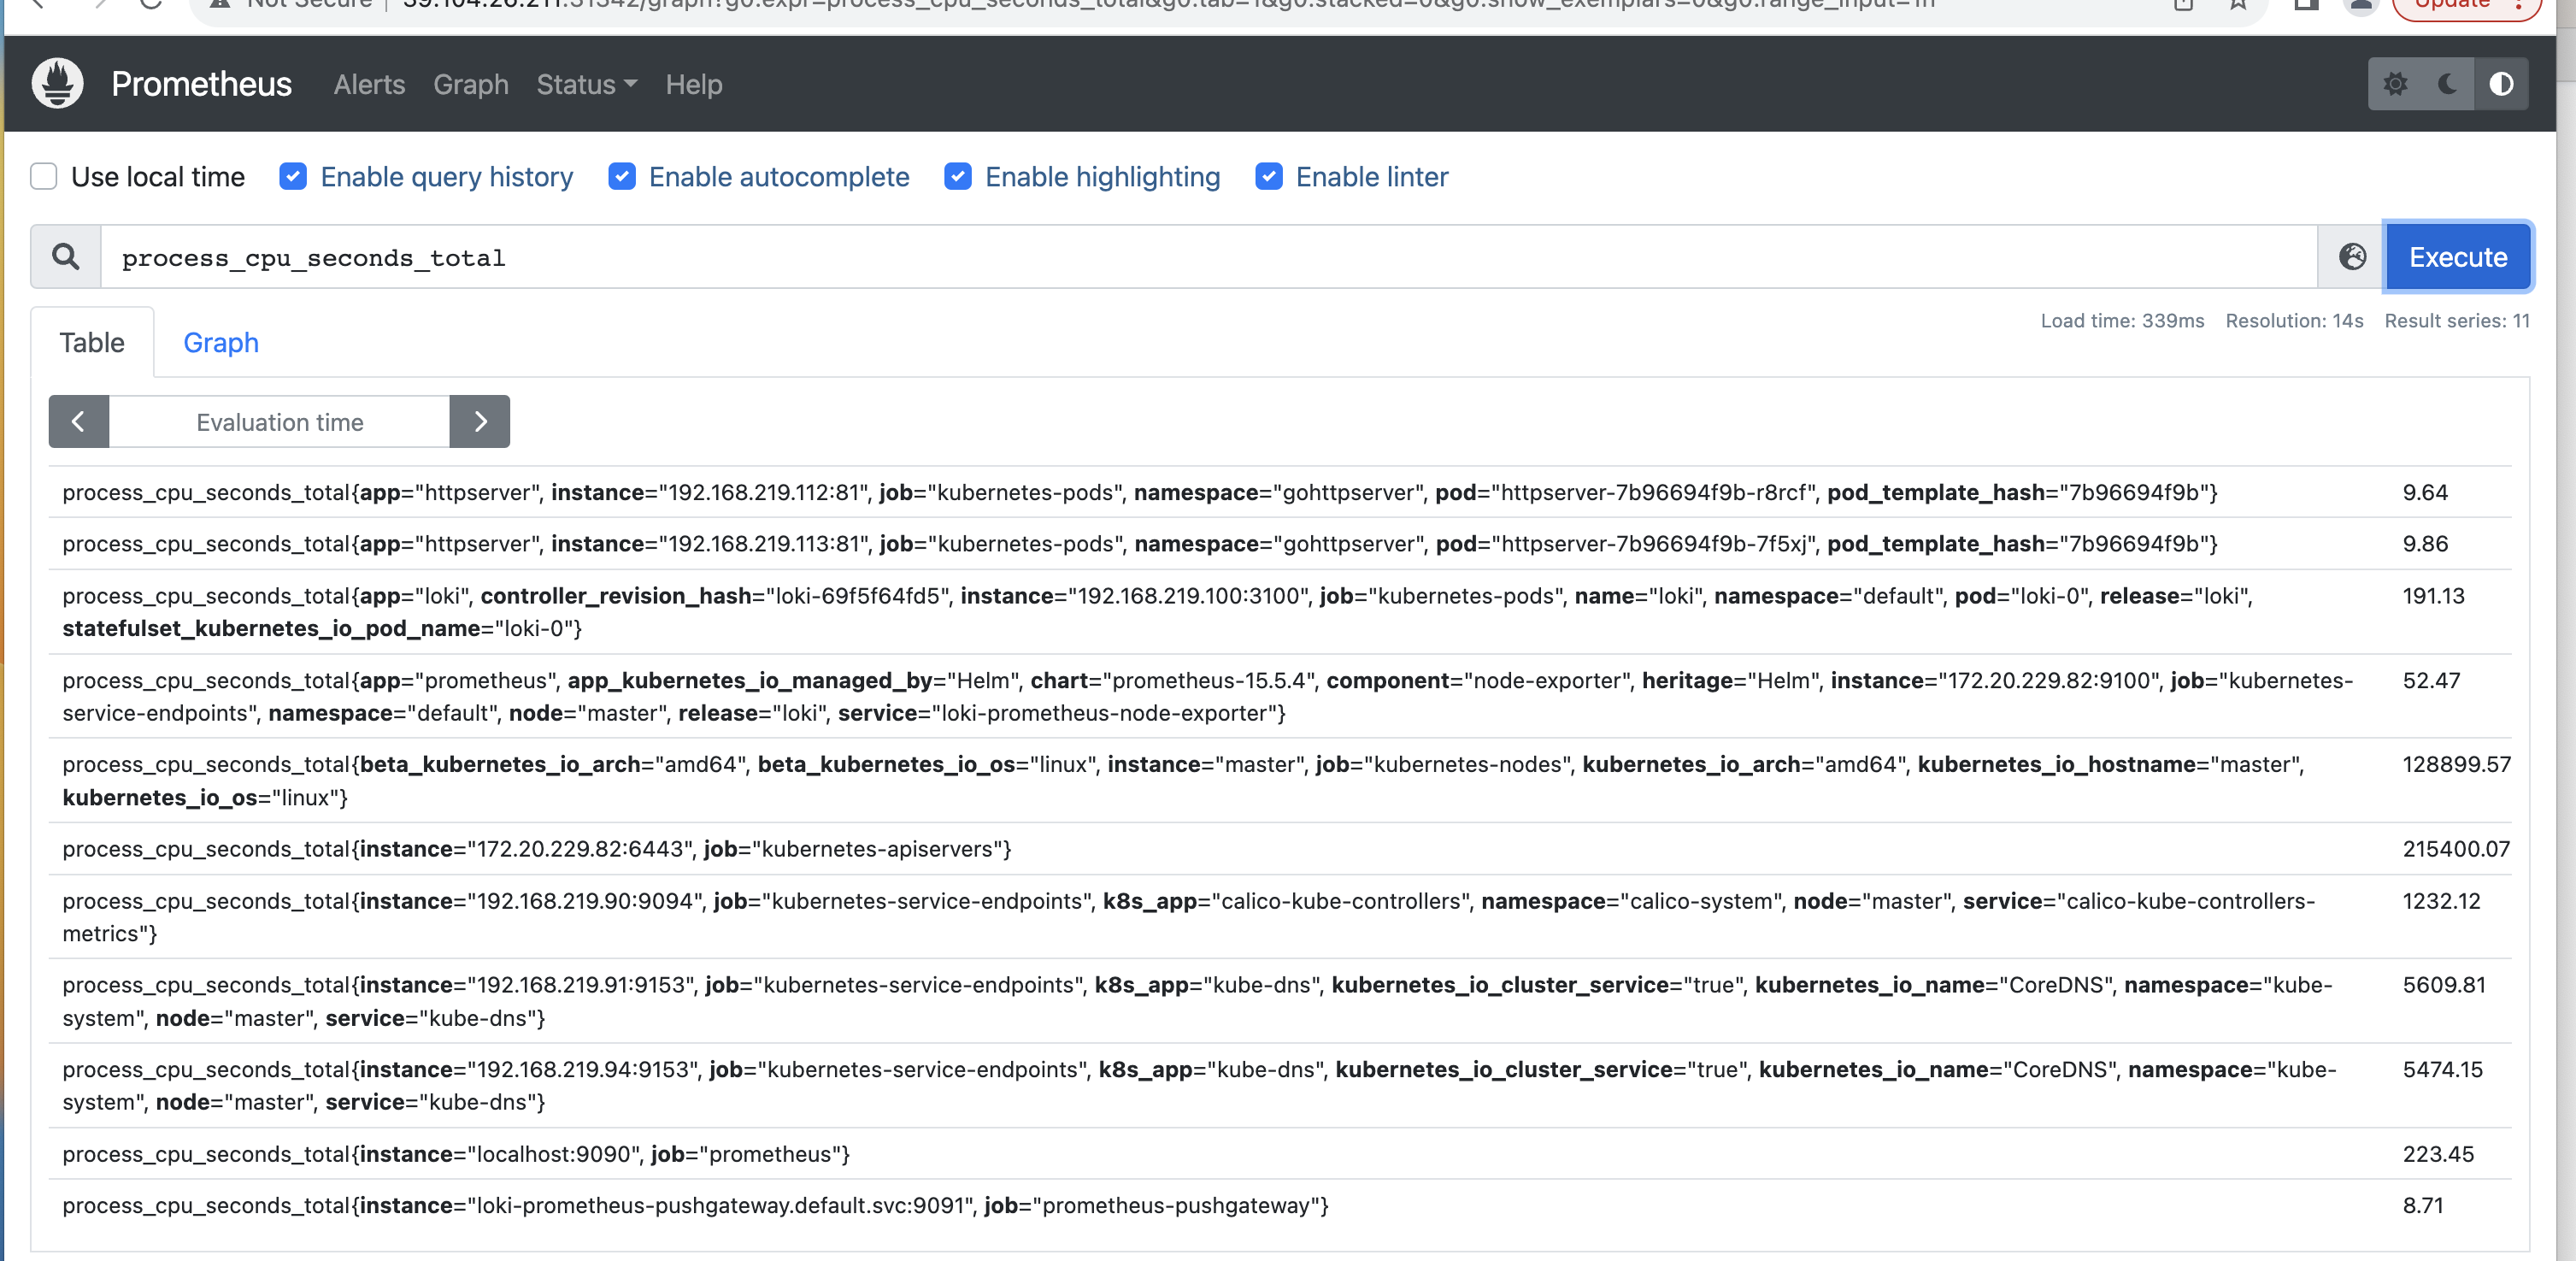 Not Secure 39.104.26.211:31342/graph?g0.expr=process_cpu_seconds_total&g0.tab=1&g0.stacked=0&g0.show_exemplars=0&g0.range_input=1h Update
Prometheus Alerts Graph Status Help
Use local time Enable query history Enable autocomplete Enable highlighting Enable linter
process_cpu_seconds_total Execute
Load time: 339ms Resolution: 14s Result series: 11
Table Graph
Evaluation time
process_cpu_seconds_total{app="httpserver", instance="192.168.219.112:81", job="kubernetes-pods", namespace="gohttpserver", pod="httpserver-7b96694f9b-r8rcf", pod_template_hash="7b96694f9b"} 9.64
process_cpu_seconds_total{app="httpserver", instance="192.168.219.113:81", job="kubernetes-pods", namespace="gohttpserver", pod="httpserver-7b96694f9b-7f5xj", pod_template_hash="7b96694f9b"} 9.86
process_cpu_seconds_total{app="loki", controller_revision_hash="loki-69f5f64fd5", instance="192.168.219.100:3100", job="kubernetes-pods", name="loki", namespace="default", pod="loki-0", release="loki", 191.13
statefulset_kubernetes_io_pod_name="loki-0"}
process_cpu_seconds_total{app="prometheus", app_kubernetes_io_managed_by="Helm", chart="prometheus-15.5.4", component="node-exporter", heritage="Helm", instance="172.20.229.82:9100", job="kubernetes- 52.47
service-endpoints", namespace="default", node="master", release="loki", service="loki-prometheus-node-exporter"}
process_cpu_seconds_total{beta_kubernetes_io_arch="amd64", beta_kubernetes_io_os="linux", instance="master", job="kubernetes-nodes", kubernetes_io_arch="amd64", kubernetes_io_hostname="master", 128899.57
kubernetes_io_os="linux"}
process_cpu_seconds_total{instance="172.20.229.82:6443", job="kubernetes-apiservers"} 215400.07
process_cpu_seconds_total{instance="192.168.219.90:9094", job="kubernetes-service-endpoints", k8s_app="calico-kube-controllers", namespace="calico-system", node="master", service="calico-kube-controllers- 1232.12
metrics"}
process_cpu_seconds_total{instance="192.168.219.91:9153", job="kubernetes-service-endpoints", k8s_app="kube-dns", kubernetes_io_cluster_service="true", kubernetes_io_name="CoreDNS", namespace="kube- 5609.81
system", node="master", service="kube-dns"}
process_cpu_seconds_total{instance="192.168.219.94:9153", job="kubernetes-service-endpoints", k8s_app="kube-dns", kubernetes_io_cluster_service="true", kubernetes_io_name="CoreDNS", namespace="kube- 5474.15
system", node="master", service="kube-dns"}
process_cpu_seconds_total{instance="localhost:9090", job="prometheus"} 223.45
process_cpu_seconds_total{instance="loki-prometheus-pushgateway.default.svc:9091", job="prometheus-pushgateway"} 8.71